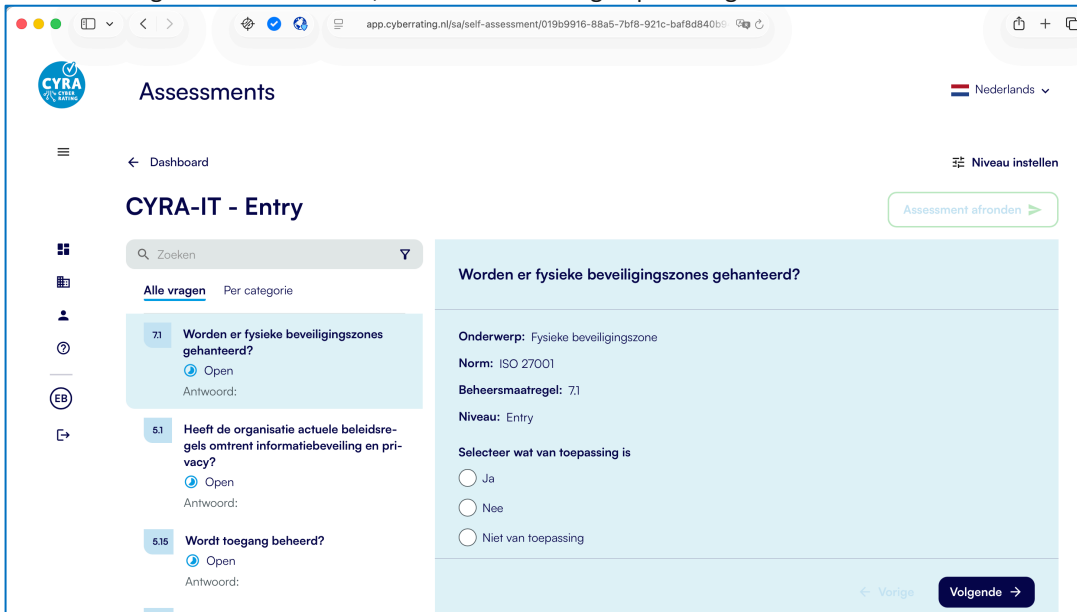 app.cyberrating.nl/sa/self-assessment/019b9916-88a5-7bf8-921c-baf8d840b9
CYRA
CYBER
RATING
Assessments
Nederlands
Dashboard
Niveau instellen
CYRA-IT - Entry
Assessment afronden
Zoeken
Alle vragen Per categorie
7.1 Worden er fysieke beveiligingszones
gehanteerd?
Open
Antwoord:
5.1 Heeft de organisatie actuele beleidsre-
gels omtrent informatiebeveiling en pri-
vacy?
Open
Antwoord:
5.15 Wordt toegang beheerd?
Open
Antwoord:
EB
Worden er fysieke beveiligingszones gehanteerd?
Onderwerp: Fysieke beveiligingszone
Norm: ISO 27001
Beheersmaatregel: 7.1
Niveau: Entry
Selecteer wat van toepassing is
Ja
Nee
Niet van toepassing
Vorige
Volgende